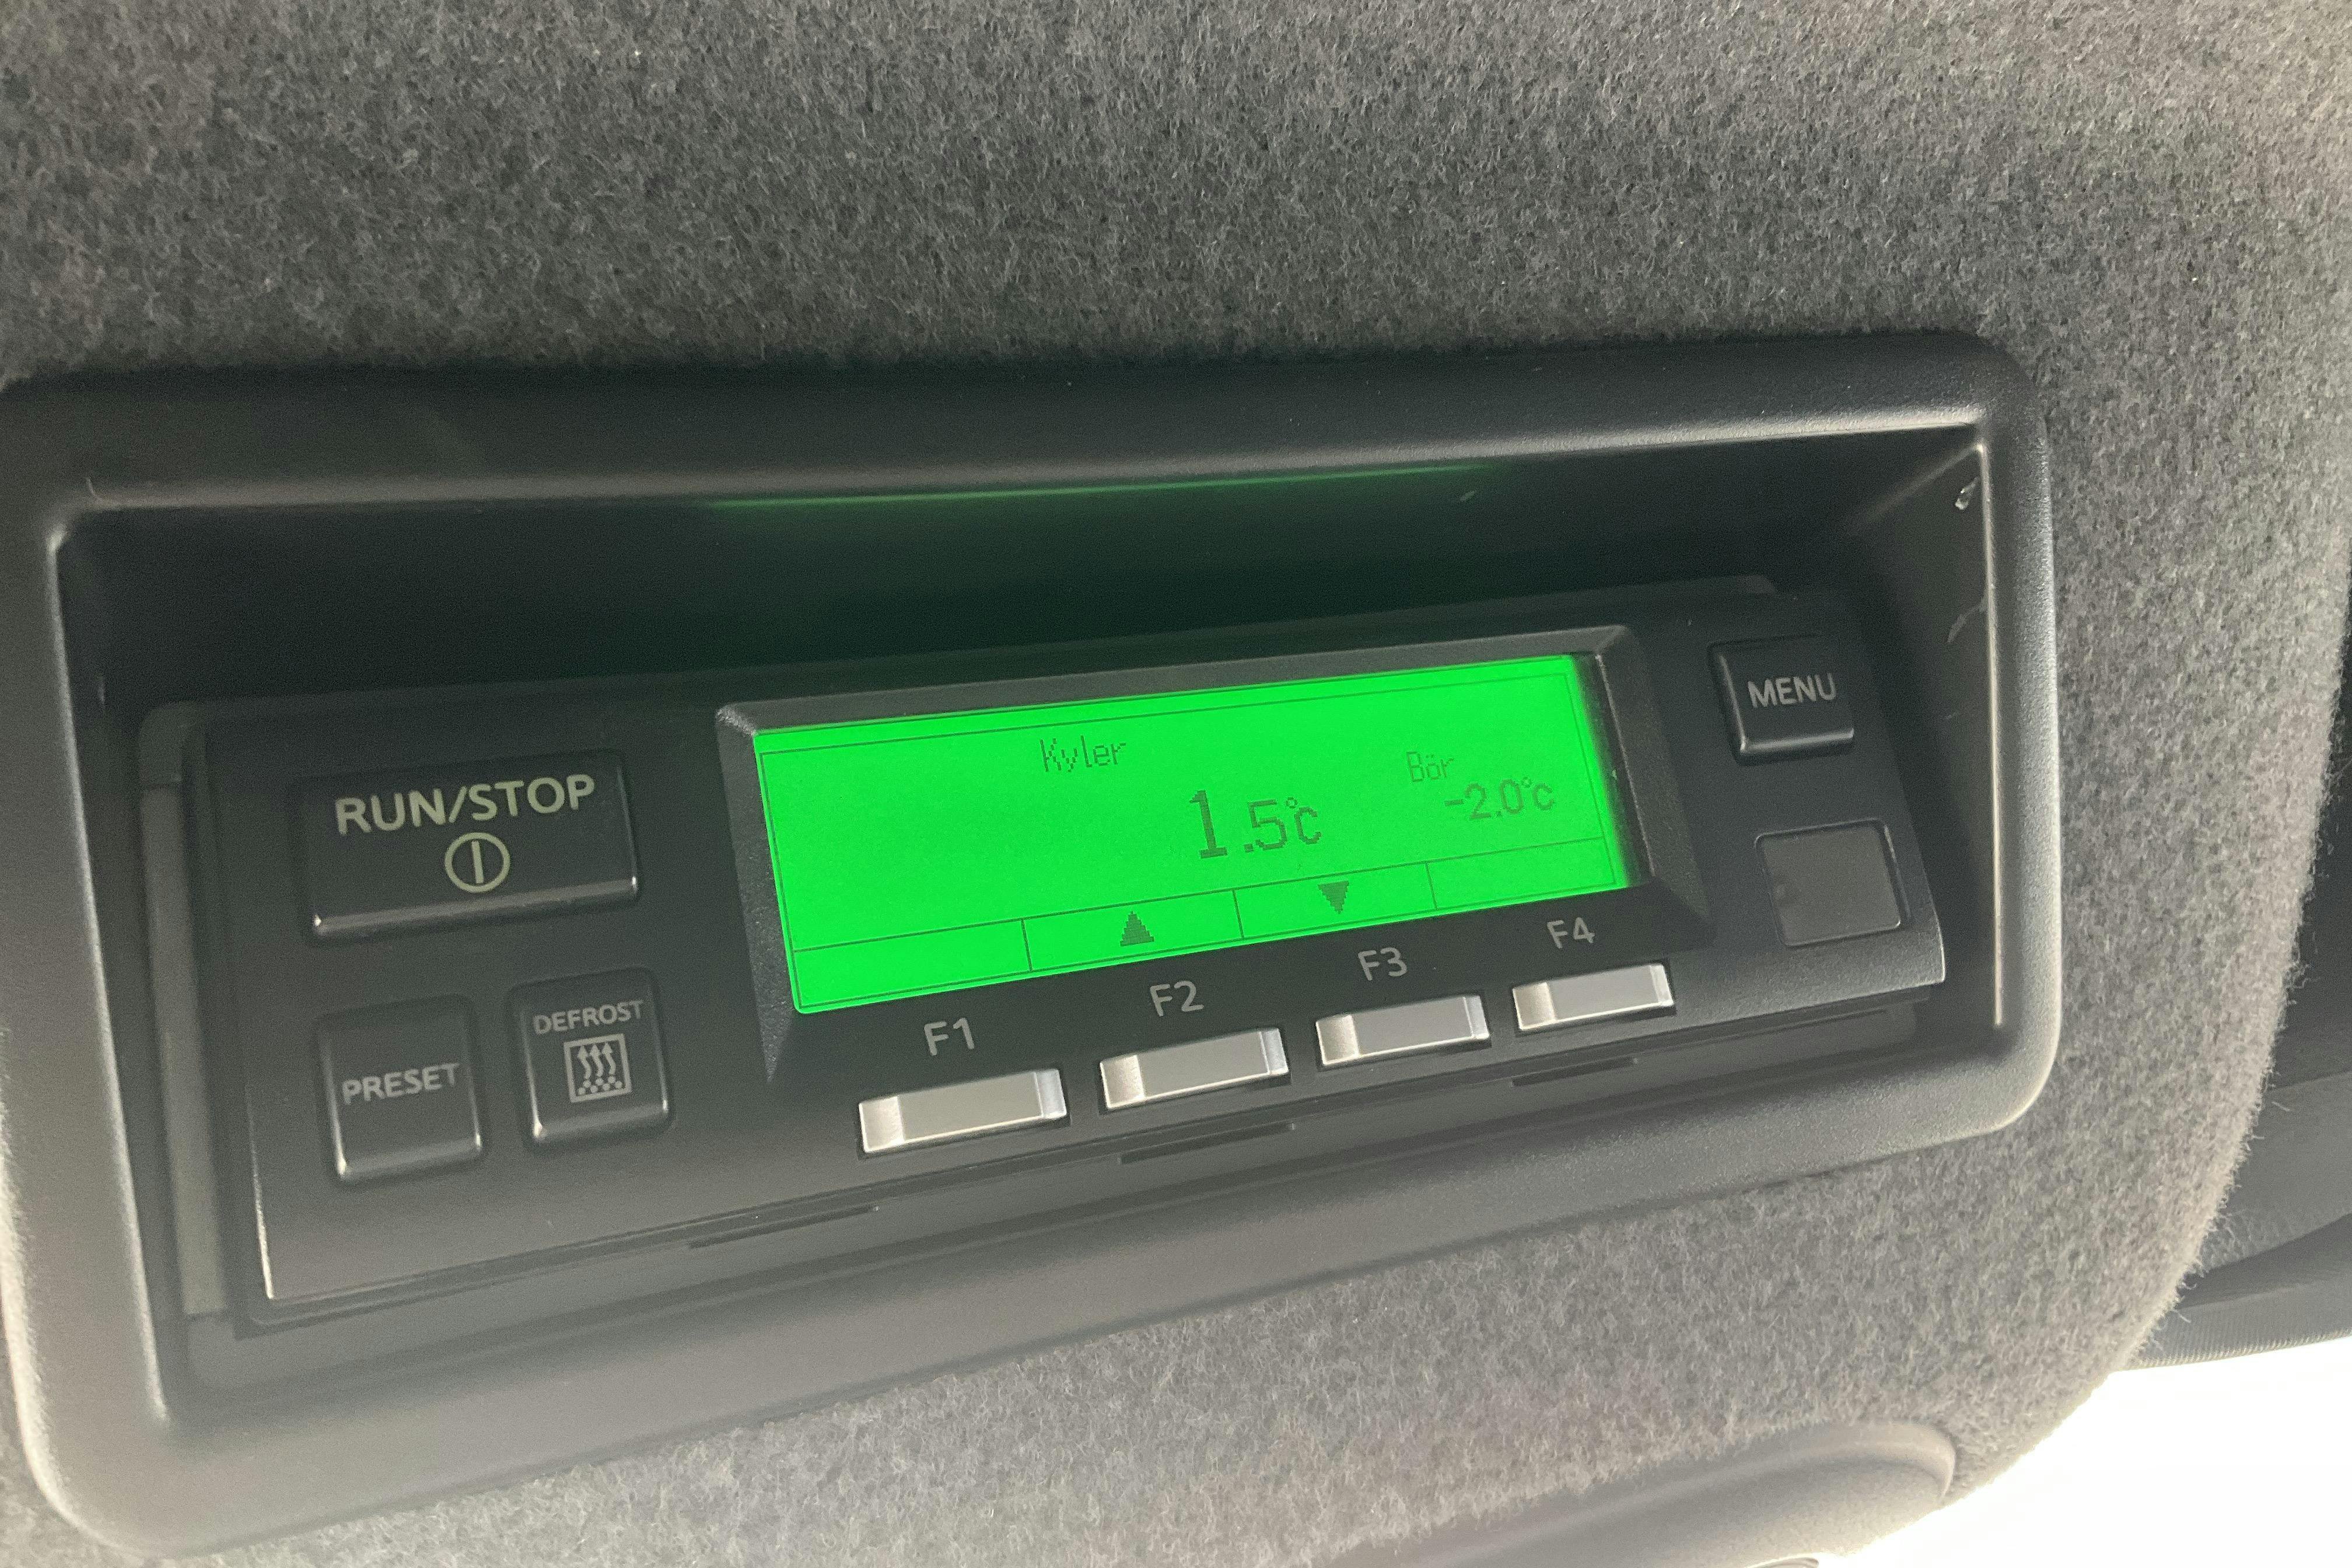 Kyler
Bör
1.5°C
-2.0°C
MENU
RUN/STOP
PRESET
DEFROST
F1
F2
F3
F4